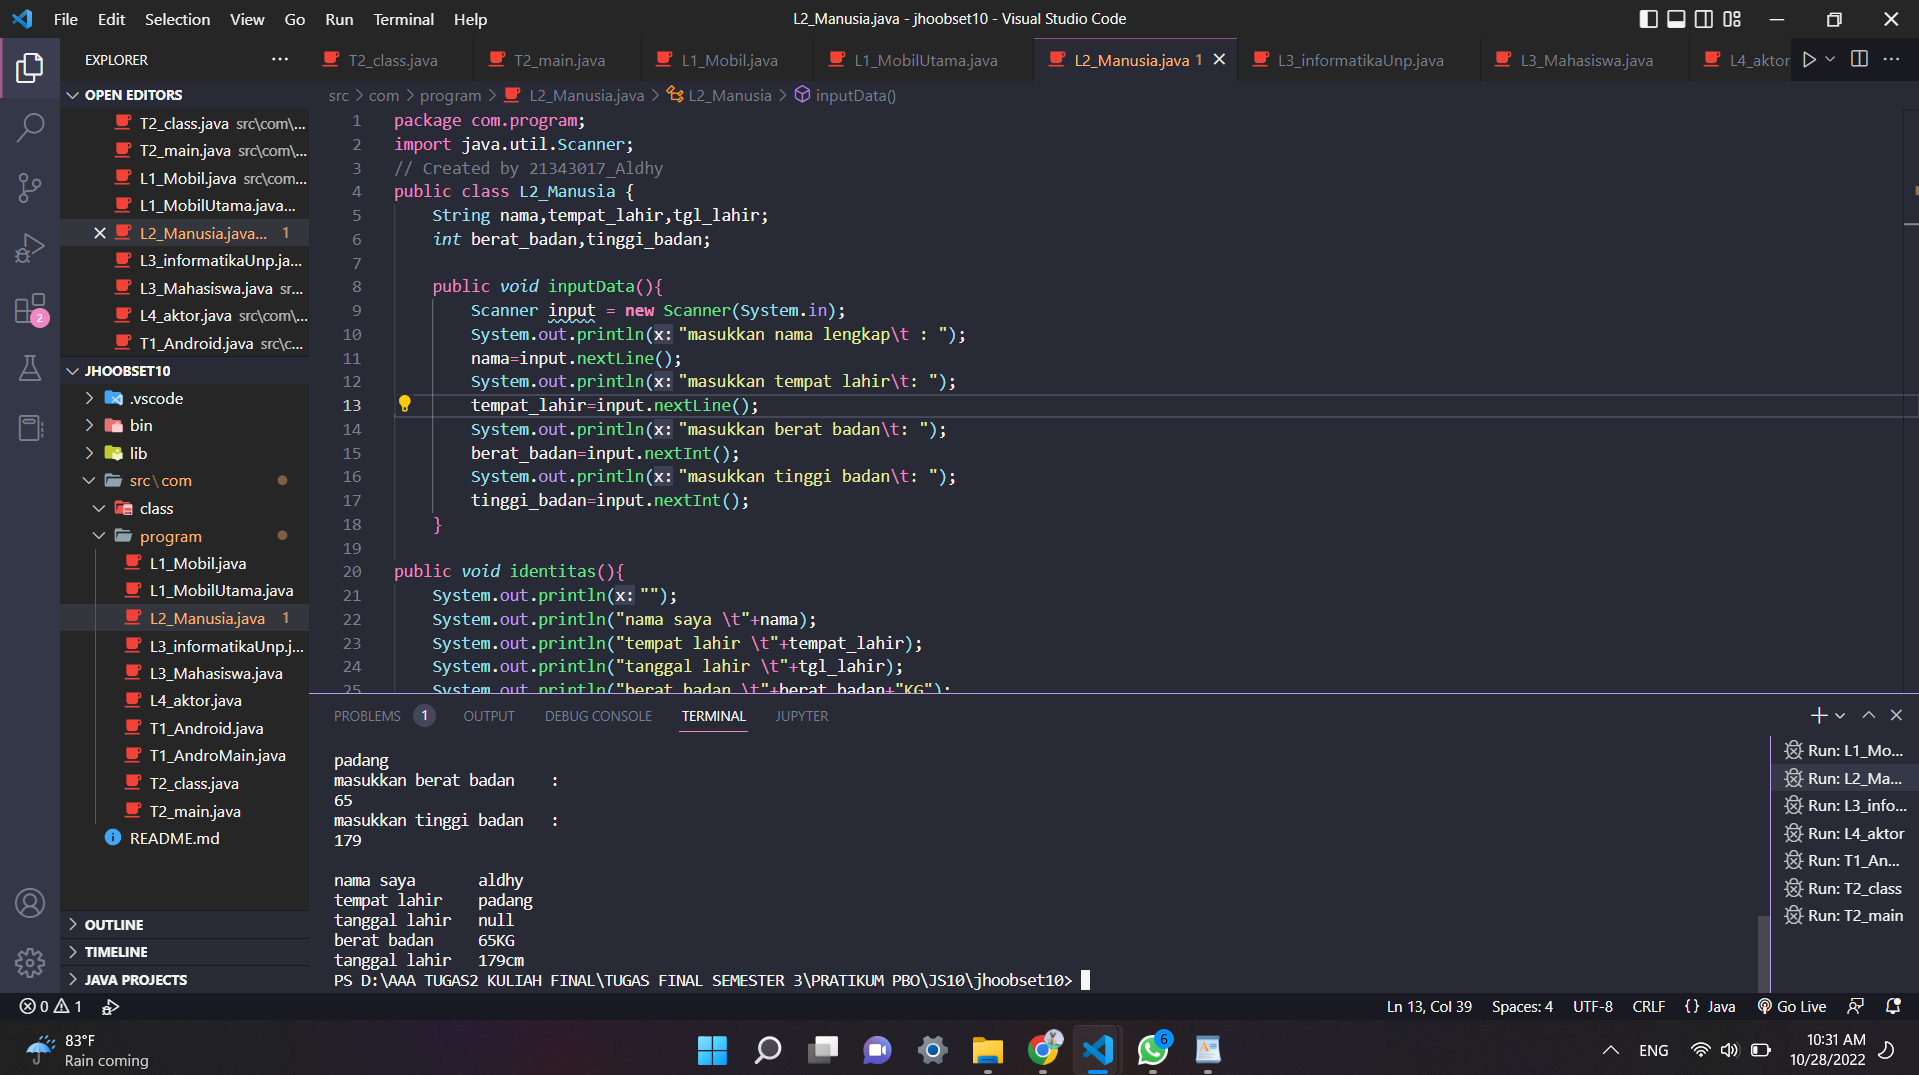 File Edit Selection View Go Run Terminal Help
L2_Manusia.java - jhoobset10 - Visual Studio Code
EXPLORER
T2_class.java T2_main.java L1_Mobil.java L1_MobilUtama.java L2_Manusia.java 1 L3_informatikaUnp.java L3_Mahasiswa.java L4_aktor
src > com > program > L2_Manusia.java > L2_Manusia > inputData()
OPEN EDITORS
T2_class.java src\com\...
T2_main.java src\com\...
L1_Mobil.java src\com...
L1_MobilUtama.java...
L2_Manusia.java... 1
L3_informatikaUnp.ja...
L3_Mahasiswa.java sr...
L4_aktor.java src\com\...
T1_Android.java src\c...
JHOOBSET10
.vscode
bin
lib
src\com
class
program
L1_Mobil.java
L1_MobilUtama.java
L2_Manusia.java 1
L3_informatikaUnp.j...
L3_Mahasiswa.java
L4_aktor.java
T1_Android.java
T1_AndroMain.java
T2_class.java
T2_main.java
README.md
OUTLINE
TIMELINE
JAVA PROJECTS
2
1 package com.program;
2 import java.util.Scanner;
3 // Created by 21343017_Aldhy
4 public class L2_Manusia {
5 String nama,tempat_lahir,tgl_lahir;
6 int berat_badan,tinggi_badan;
7
8 public void inputData(){
9 Scanner input = new Scanner(System.in);
10 System.out.println(x: "masukkan nama lengkap\t : ");
11 nama=input.nextLine();
12 System.out.println(x: "masukkan tempat lahir\t: ");
13 tempat_lahir=input.nextLine();
14 System.out.println(x: "masukkan berat badan\t: ");
15 berat_badan=input.nextInt();
16 System.out.println(x: "masukkan tinggi badan\t: ");
17 tinggi_badan=input.nextInt();
18 }
19
20 public void identitas(){
21 System.out.println(x: "");
22 System.out.println("nama saya \t"+nama);
23 System.out.println("tempat lahir \t"+tempat_lahir);
24 System.out.println("tanggal lahir \t"+tgl_lahir);
25 System.out.println("berat badan \t"+berat_badan+"KG");
PROBLEMS 1 OUTPUT DEBUG CONSOLE TERMINAL JUPYTER
padang
masukkan berat badan :
65
masukkan tinggi badan :
179
nama saya aldhy
tempat lahir padang
tanggal lahir null
berat badan 65KG
tanggal lahir 179cm
PS D:\AAA TUGAS2 KULIAH FINAL\TUGAS FINAL SEMESTER 3\PRATIKUM PBO\JS10\jhoobset10>
Run: L1_Mo...
Run: L2_Ma...
Run: L3_info...
Run: L4_aktor
Run: T1_An...
Run: T2_class
Run: T2_main
0 1
Ln 13, Col 39 Spaces: 4 UTF-8 CRLF {} Java Go Live
83°F
Rain coming
6
ENG
10:31 AM
10/28/2022